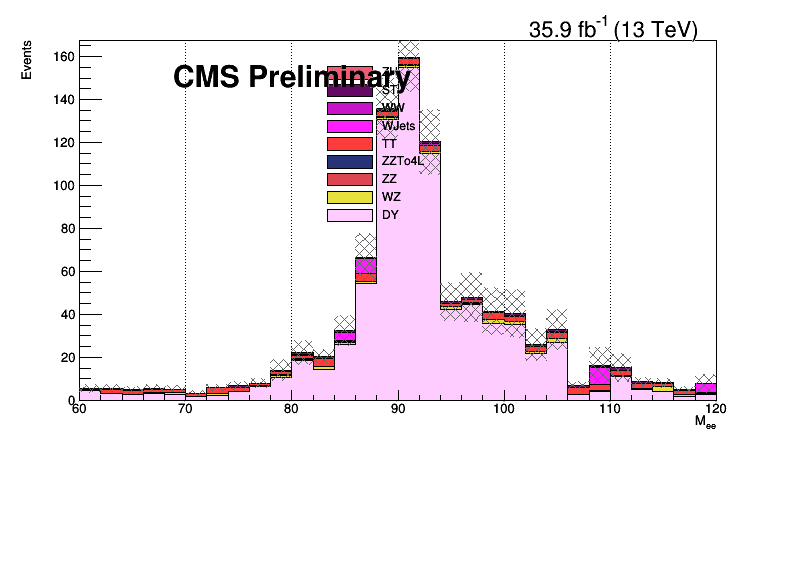 35.9 fb-1 (13 TeV)
Events
CMS Preliminary
ST
WW
WJets
TT
ZZTo4L
ZZ
WZ
DY
160
140
120
100
80
60
40
20
0
60 70 80 90 100 110 120
Mee